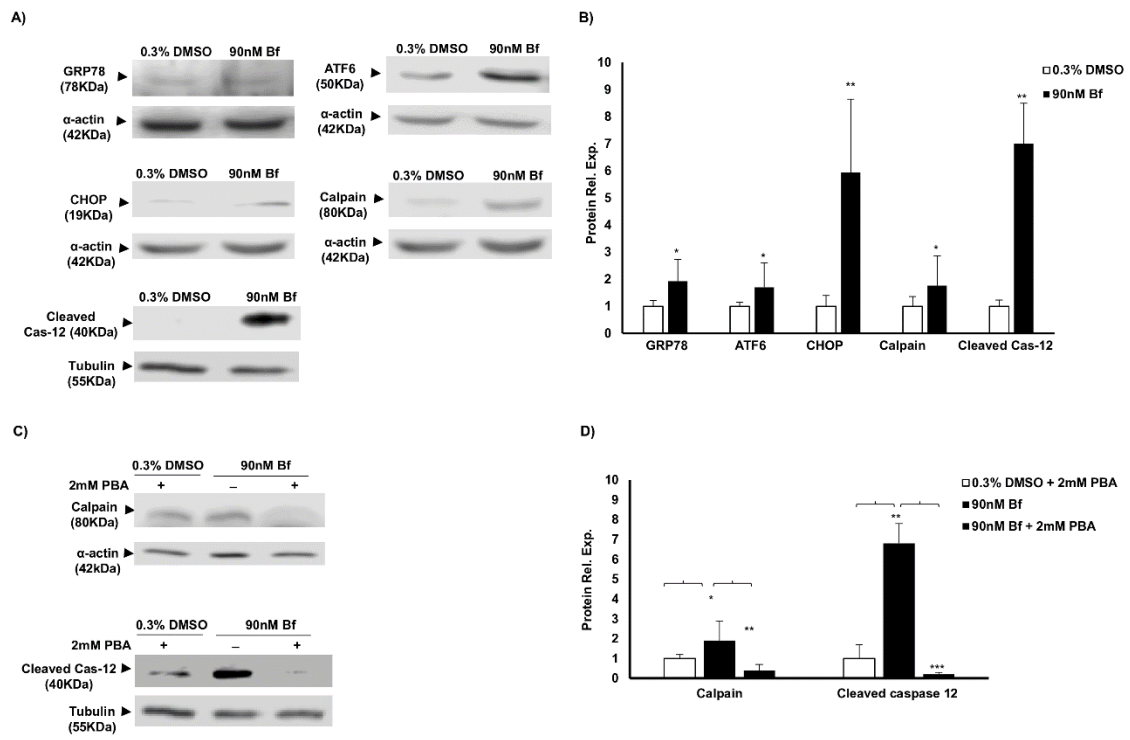 A)
0.3% DMSO 90nM Bf
GRP78
(78KDa)
α-actin
(42KDa)
0.3% DMSO 90nM Bf
ATF6
(50KDa)
α-actin
(42KDa)
0.3% DMSO 90nM Bf
CHOP
(19KDa)
α-actin
(42KDa)
0.3% DMSO 90nM Bf
Calpain
(80KDa)
α-actin
(42KDa)
0.3% DMSO 90nM Bf
Cleaved
Cas-12 (40KDa)
Tubulin
(55KDa)
B)
Protein Rel. Exp.
10
9
8
7
6
5
4
3
2
1
0
* * ** * **
GRP78 ATF6 CHOP Calpain Cleaved Cas-12
0.3% DMSO
90nM Bf
C)
0.3% DMSO 90nM Bf
2mM PBA + – +
Calpain
(80KDa)
α-actin
(42kDa)
0.3% DMSO 90nM Bf
2mM PBA + – +
Cleaved Cas-12
(40KDa)
Tubulin
(55KDa)
D)
0.3% DMSO + 2mM PBA
90nM Bf
90nM Bf + 2mM PBA
Protein Rel. Exp.
10
9
8
7
6
5
4
3
2
1
0
* ** ** ***
Calpain Cleaved caspase 12